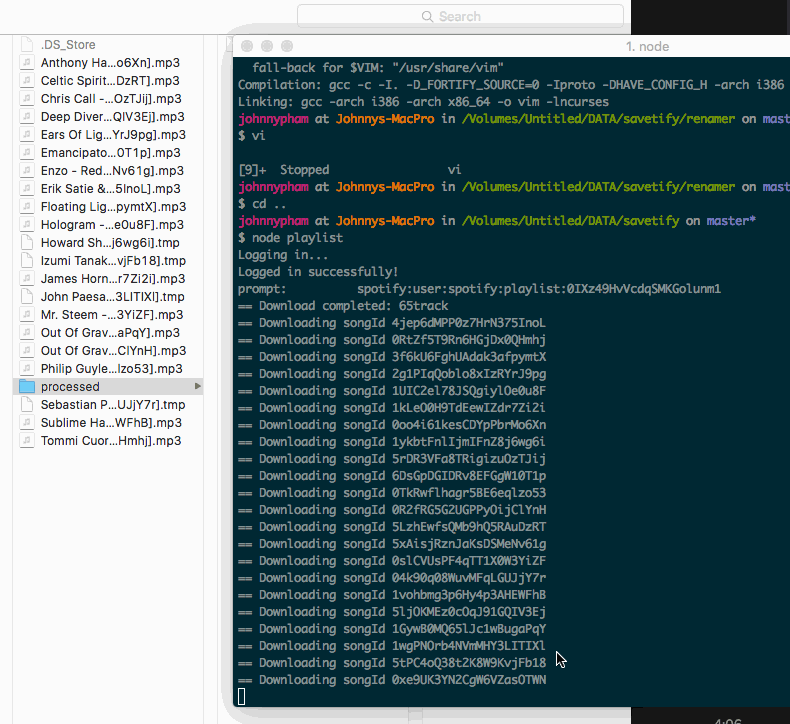 Search
.DS_Store
Anthony Ha...o6Xn].mp3
Celtic Spirit...DzRT].mp3
Chris Call -...OzTJij].mp3
Deep Diver...QIV3Ej].mp3
Ears Of Lig...YrJ9pg].mp3
Emancipato...0T1p].mp3
Enzo - Red...Nv61g].mp3
Erik Satie &...5InoL].mp3
Floating Lig...pymtX].mp3
Hologram -...e0u8F].mp3
Howard Sh...j6wg6i].tmp
Izumi Tanak...vjFb18].tmp
James Horn...r7Zi2i].mp3
John Paesa...3LITIXl].tmp
Mr. Steem -...3YiZF].mp3
Out Of Grav...aPqY].mp3
Out Of Grav...ClYnH].mp3
Philip Guyle...lzo53].mp3
processed
Sebastian P...UJjY7r].tmp
Sublime Ha...WFhB].mp3
Tommi Cuor...Hmhj].mp3
1. node
fall-back for $VIM: "/usr/share/vim"
Compilation: gcc -c -I. -D_FORTIFY_SOURCE=0 -Iproto -DHAVE_CONFIG_H -arch i386
Linking: gcc -arch i386 -arch x86_64 -o vim -lncurses
johnnypham at Johnnys-MacPro in /Volumes/Untitled/DATA/savetify/renamer on mast
$ vi
[9]+ Stopped vi
johnnypham at Johnnys-MacPro in /Volumes/Untitled/DATA/savetify/renamer on mast
$ cd ..
johnnypham at Johnnys-MacPro in /Volumes/Untitled/DATA/savetify on master*
$ node playlist
Logging in...
Logged in successfully!
prompt: spotify:user:spotify:playlist:0IXz49HvVcdqSMKGolunm1
== Download completed: 65track
== Downloading songId 4jep6dMPP0z7HrN375InoL
== Downloading songId 0RtZf5T9Rn6HGjDx0QHmhj
== Downloading songId 3f6kU6FghUAdak3afpymtX
== Downloading songId 2g1PIqQoblo8xIzRYrJ9pg
== Downloading songId 1UIC2el78JSQgiylOe0u8F
== Downloading songId 1kLeO0H9TdEewIZdr7Zi2i
== Downloading songId 0oo4i61kesCDYpPbrMo6Xn
== Downloading songId 1ykbtFnlIjmIFnZ8j6wg6i
== Downloading songId 5rDR3VFa8TRigizuOzTJij
== Downloading songId 6DsGpDGIDRv8EFGgW10T1p
== Downloading songId 0TkRwflhagr5BE6eqlzo53
== Downloading songId 0R2fRG5G2UGPPyOijClYnH
== Downloading songId 5LzhEwfsQMb9hQ5RAuDzRT
== Downloading songId 5xAisjRznJaKsDSMeNv61g
== Downloading songId 0slCVUsPF4qTT1X0W3YiZF
== Downloading songId 04k90q08WuvMFqLGUJjY7r
== Downloading songId 1vohbmg3p6Hy4p3AHEWFhB
== Downloading songId 5ljOKMEz0cOqJ91GQIV3Ej
== Downloading songId 1GywB0MQ65lJc1wBugaPqY
== Downloading songId 1wgPNOrb4NVmMHY3LITIXl
== Downloading songId 5tPC4oQ38t2K8W9KvjFb18
== Downloading songId 0xe9UK3YN2CgW6VZasOTWN